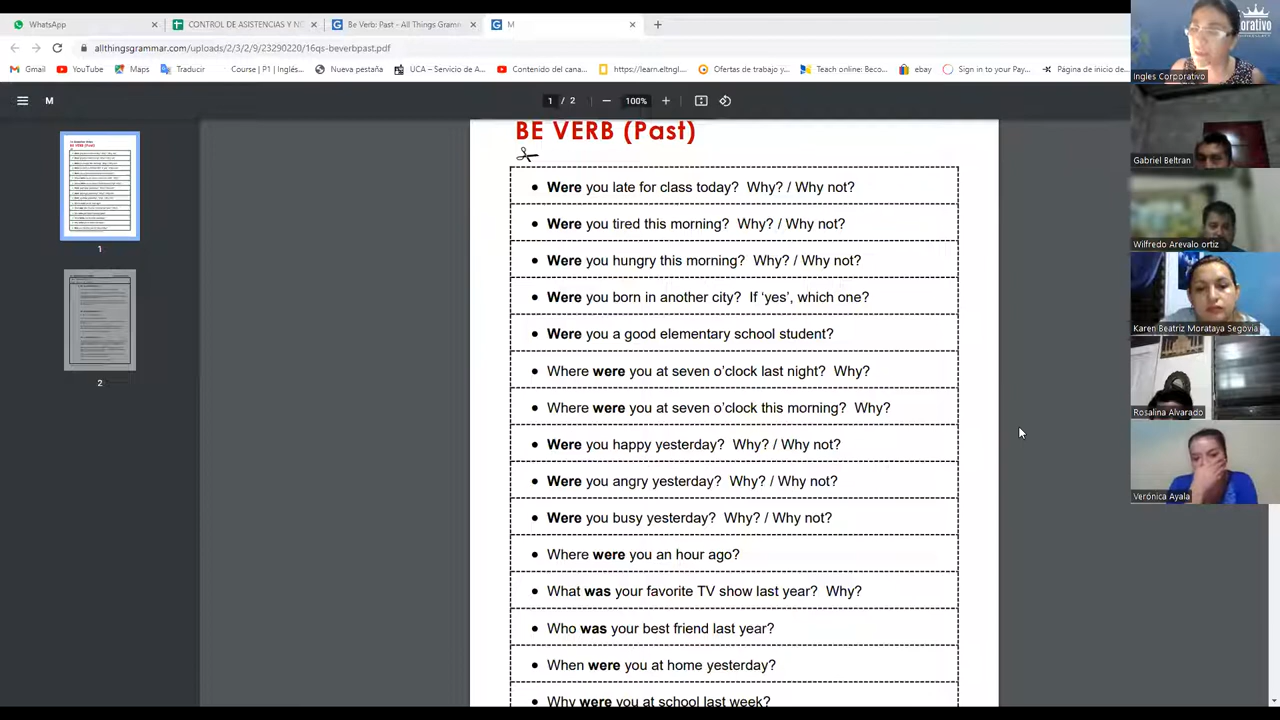 WhatsApp
CONTROL DE ASISTENCIAS Y NO
Be Verb: Past - All Things Gramm
M
allthingsgrammar.com/uploads/2/3/2/9/23290220/16qs-beverbpast.pdf
Gmail
YouTube
Maps
Traducir
Course | P1 | Inglés...
Nueva pestaña
UCA – Servicio de A...
Contenido del cana...
https://learn.eltngl...
Ofertas de trabajo y...
Teach online: Beco...
ebay
Sign in to your Pay...
Página de inicio de...
M
1 / 2
100%
1
2
BE VERB (Past)
• Were you late for class today? Why? / Why not?
• Were you tired this morning? Why? / Why not?
• Were you hungry this morning? Why? / Why not?
• Were you born in another city? If ‘yes’, which one?
• Were you a good elementary school student?
• Where were you at seven o’clock last night? Why?
• Where were you at seven o’clock this morning? Why?
• Were you happy yesterday? Why? / Why not?
• Were you angry yesterday? Why? / Why not?
• Were you busy yesterday? Why? / Why not?
• Where were you an hour ago?
• What was your favorite TV show last year? Why?
• Who was your best friend last year?
• When were you at home yesterday?
• Why were you at school last week?
orativo
Ingles Corporativo
Gabriel Beltran
Wilfredo Arevalo ortiz
Karen Beatriz Morataya Segovia
Rosalina Alvarado
Verónica Ayala